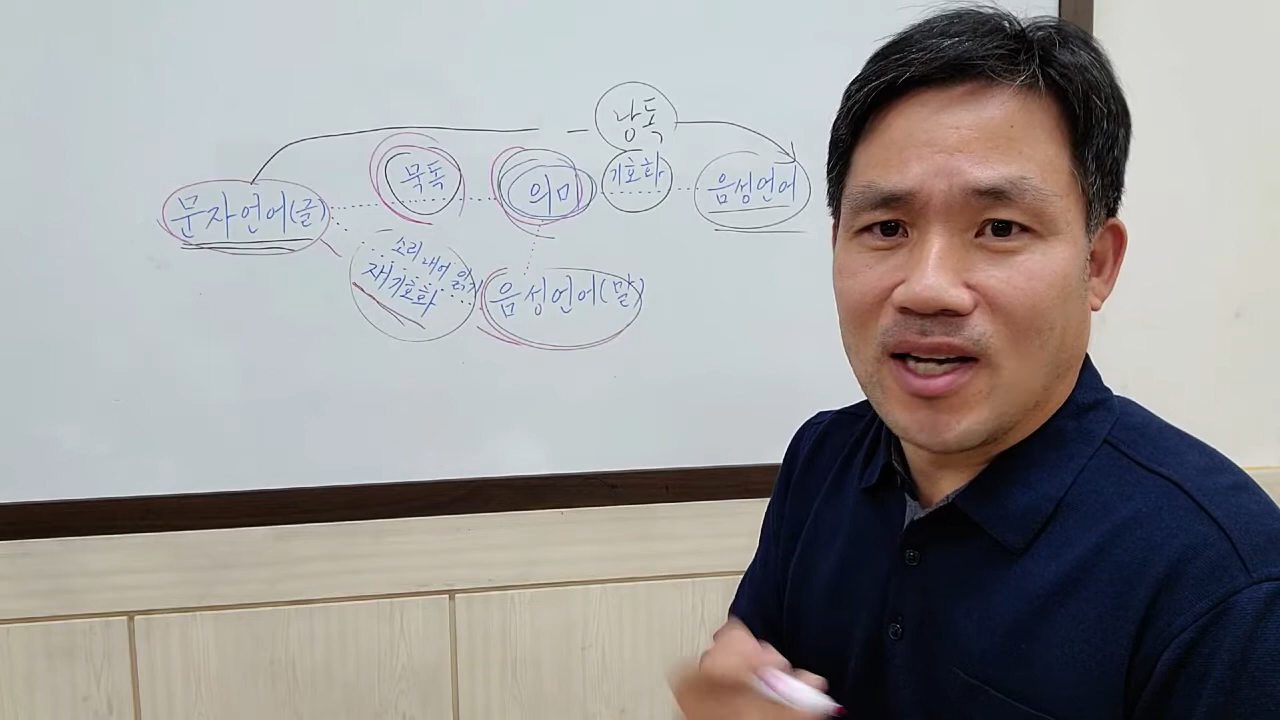 낭독
묵독
의미
기호화
음성언어
문자언어(글)
소리 내어 읽기
재기호화
음성언어(말)